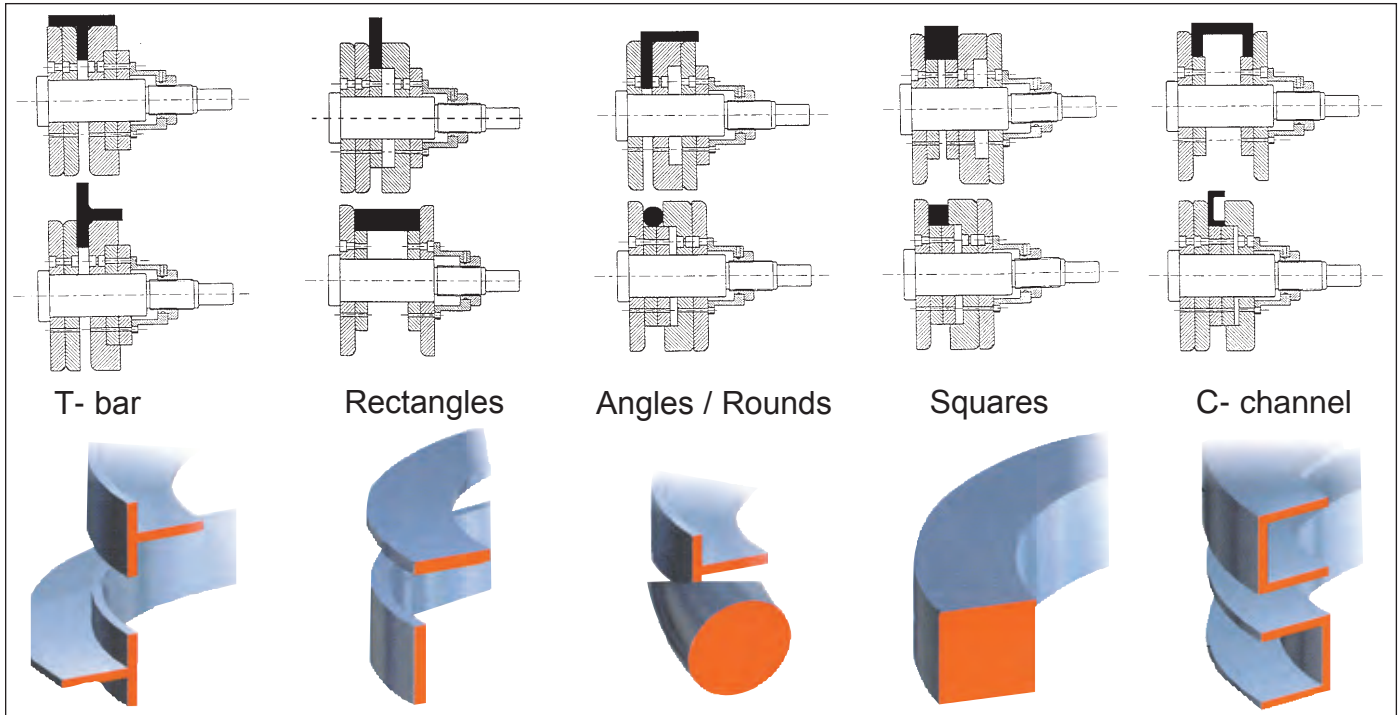 T- bar
Rectangles
Angles / Rounds
Squares
C- channel